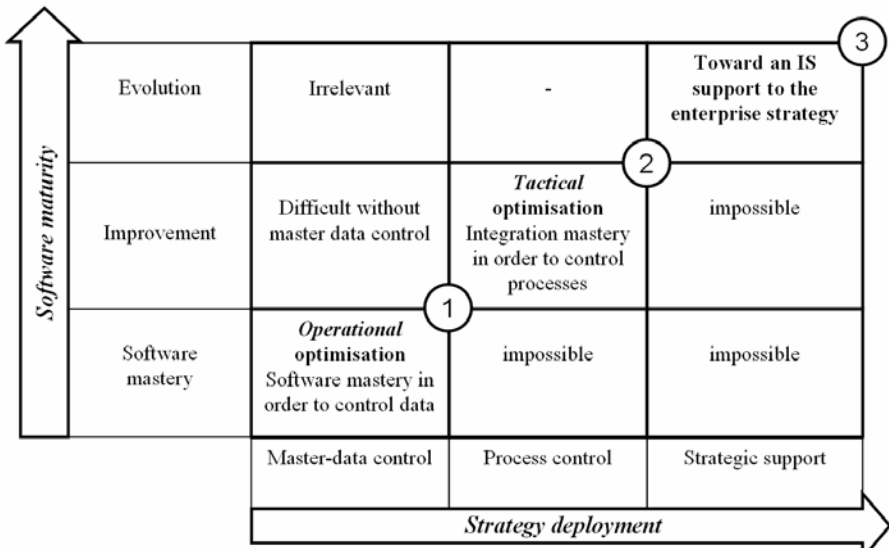 3
Evolution
Irrelevant
-
Toward an IS
support to the
enterprise strategy
2
Software maturity
Improvement
Difficult without
master data control
Tactical
optimisation
Integration mastery
in order to control
processes
impossible
1
Software
mastery
Operational
optimisation
Software mastery in
order to control data
impossible
impossible
Master-data control
Process control
Strategic support
Strategy deployment